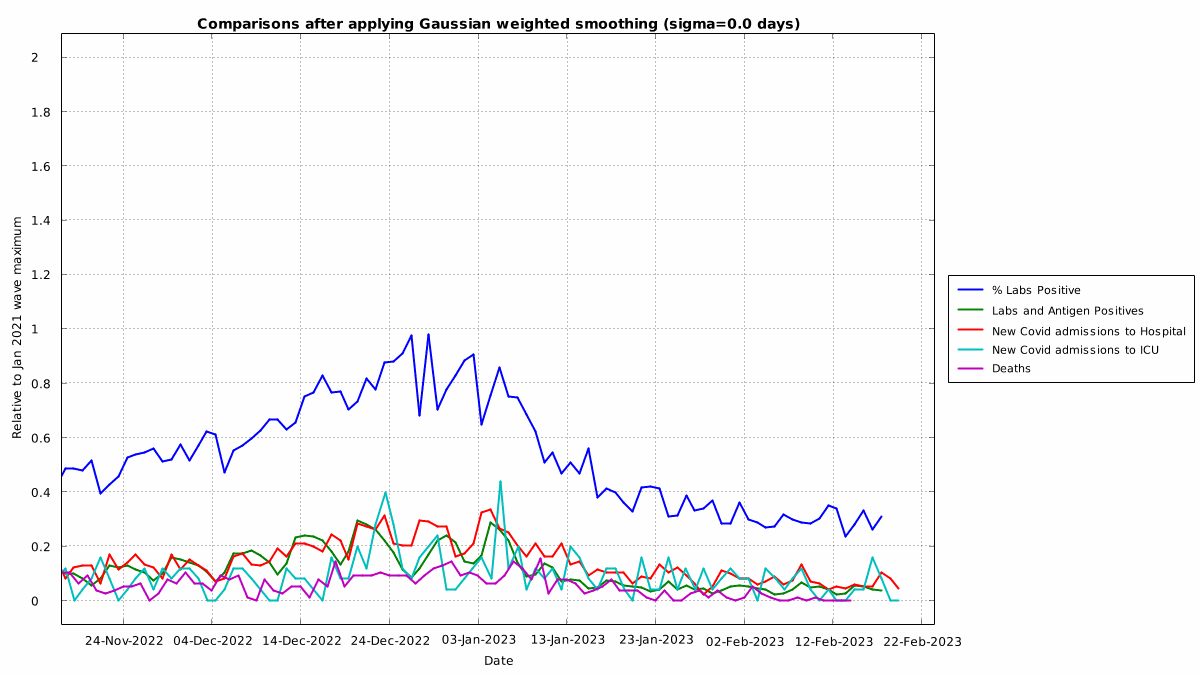 Comparisons after applying Gaussian weighted smoothing (sigma=0.0 days)
Relative to Jan 2021 wave maximum
2
1.8
1.6
1.4
1.2
1
0.8
0.6
0.4
0.2
0
24-Nov-2022 04-Dec-2022 14-Dec-2022 24-Dec-2022 03-Jan-2023 13-Jan-2023 23-Jan-2023 02-Feb-2023 12-Feb-2023 22-Feb-2023
Date
% Labs Positive
Labs and Antigen Positives
New Covid admissions to Hospital
New Covid admissions to ICU
Deaths